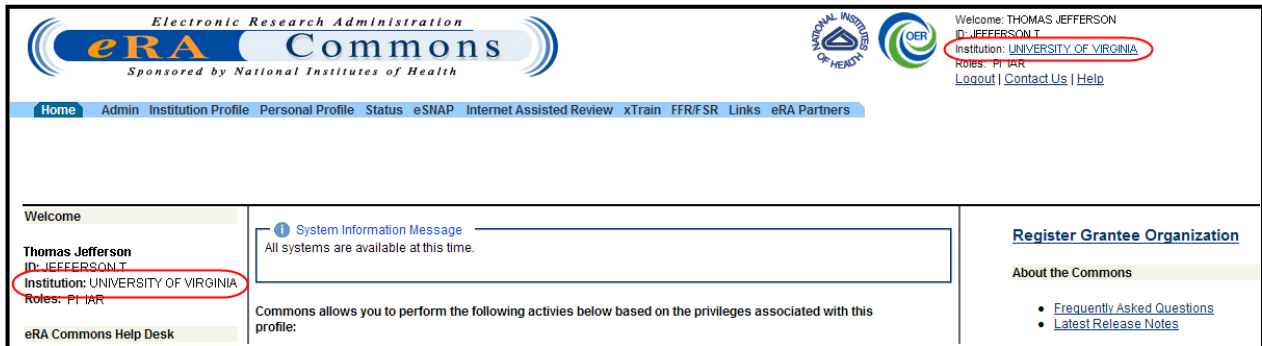 Electronic Research Administration
eRA Commons
Sponsored by National Institutes of Health
NATIONAL INSTITUTES OF HEALTH
OER
Welcome: THOMAS JEFFERSON
ID: JEFFERSON.T
Institution: UNIVERSITY OF VIRGINIA
Roles: PI IAR
Logout | Contact Us | Help
Home Admin Institution Profile Personal Profile Status eSNAP Internet Assisted Review xTrain FFR/FSR Links eRA Partners
Welcome
Thomas Jefferson
ID: JEFFERSON.T
Institution: UNIVERSITY OF VIRGINIA
Roles: PI IAR
eRA Commons Help Desk
System Information Message
All systems are available at this time.
Commons allows you to perform the following activies below based on the privileges associated with this
profile:
Register Grantee Organization
About the Commons
Frequently Asked Questions
Latest Release Notes